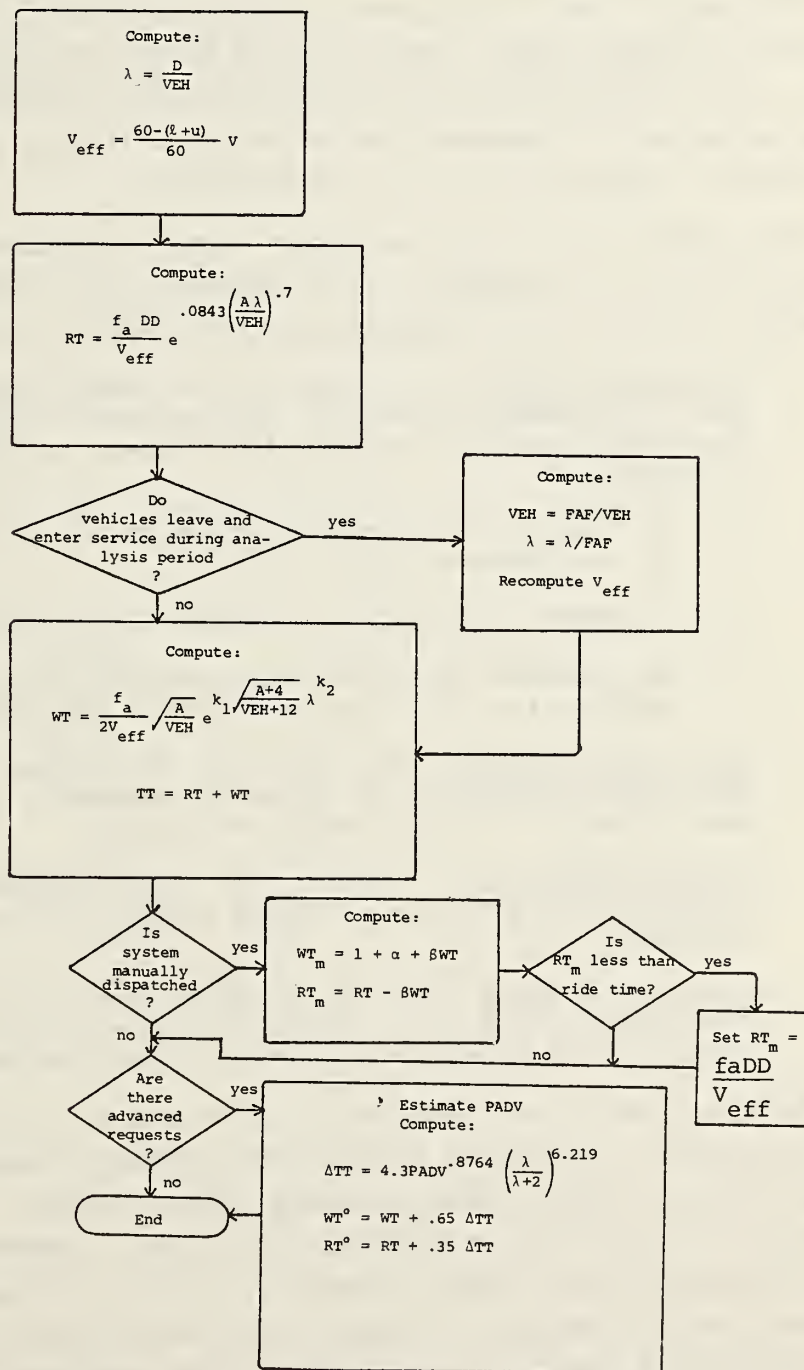 Compute:
λ = D/VEH
V_eff = (60-(ℓ+u))/60 V
Compute:
RT = (f_a DD)/V_eff e^.0843(Aλ/VEH)^.7
Do
vehicles leave and
enter service during ana-
lysis period
?
yes
no
Compute:
VEH = FAF/VEH
λ = λ/FAF
Recompute V_eff
Compute:
WT = f_a/(2V_eff) √(A/VEH) e^(k_1 √((A+4)/(VEH+12)) λ^k_2)
TT = RT + WT
Is
system
manually
dispatched
?
yes
no
Compute:
WT_m = 1 + α + βWT
RT_m = RT - βWT
Is
RT_m less than
ride time?
yes
no
Set RT_m =
faDD/V_eff
Are
there
advanced
requests
?
yes
no
Estimate PADV
Compute:
ΔTT = 4.3PADV^.8764 (λ/(λ+2))^6.219
WT° = WT + .65 ΔTT
RT° = RT + .35 ΔTT
End